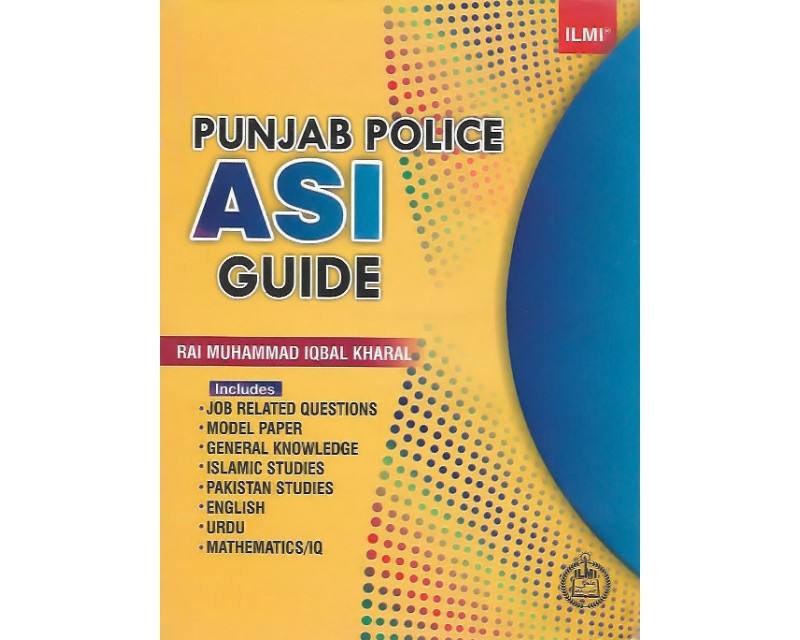 ILMI®
PUNJAB POLICE
ASI
GUIDE
RAI MUHAMMAD IQBAL KHARAL
Includes
• JOB RELATED QUESTIONS
• MODEL PAPER
• GENERAL KNOWLEDGE
• ISLAMIC STUDIES
• PAKISTAN STUDIES
• ENGLISH
• URDU
• MATHEMATICS/IQ
ILMI